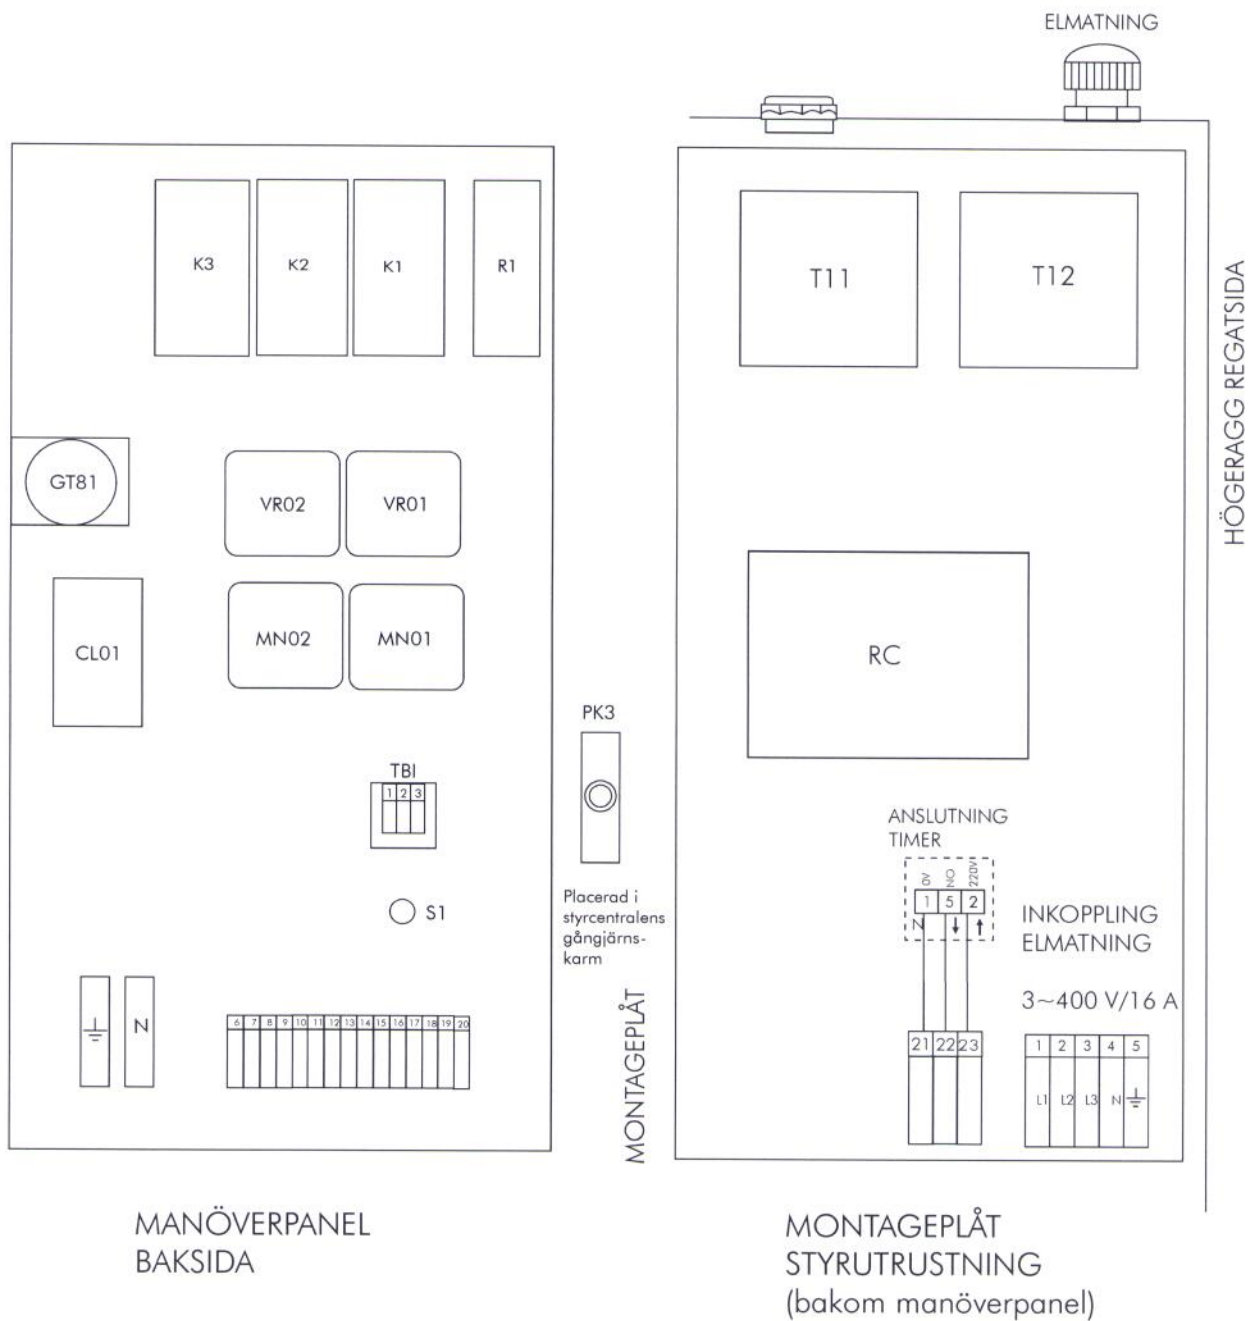 ELMATNING
K3
K2
K1
R1
GT81
VR02
VR01
MN02
MN01
CL01
TBI
1 2 3
S1
N
6 7 8 9 10 11 12 13 14 15 16 17 18 19 20
MANÖVERPANEL
BAKSIDA
PK3
Placerad i
styrcentralens
gångjärns-
karm
MONTAGEPLÅT
T11
T12
RC
HÖGERAGG REGATSIDA
ANSLUTNING
TIMER
0V
NO
220V
1 5 2
N
21 22 23
INKOPPLING
ELMATNING
3~400 V/16 A
1 2 3 4 5
L1 L2 L3 N
MONTAGEPLÅT
STYRUTRUSTNING
(bakom manöverpanel)